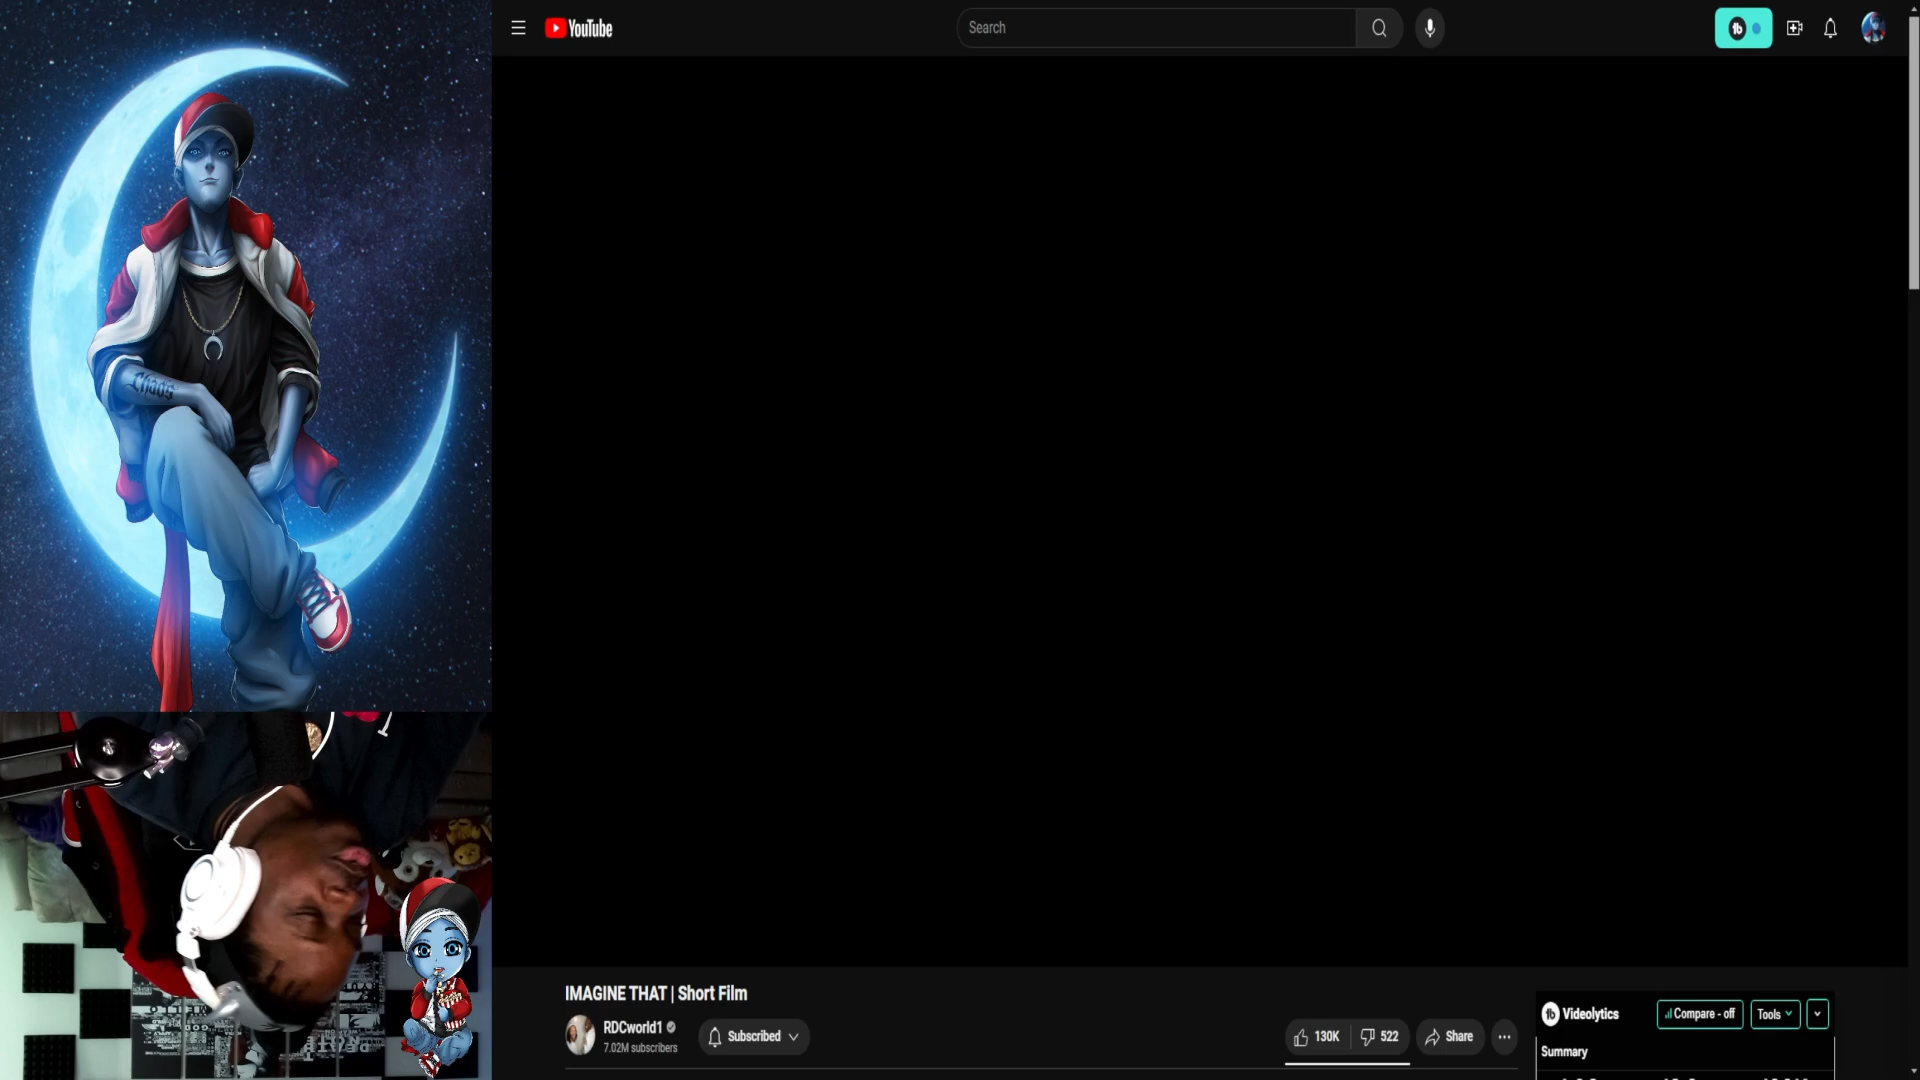 YouTube
Search
Chaos
IMAGINE THAT | Short Film
RDCworld1
7.02M subscribers
Subscribed
130K
522
Share
Videolytics
Compare - off
Tools
Summary